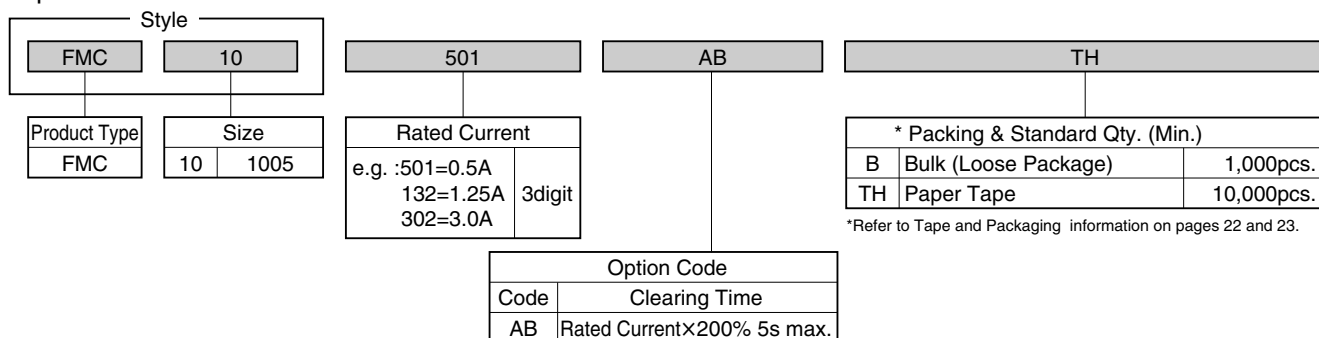 Style
FMC 10 501 AB TH
Product Type
FMC
Size
10 1005
Rated Current
e.g. :501=0.5A
132=1.25A
302=3.0A
3digit
* Packing & Standard Qty. (Min.)
B Bulk (Loose Package) 1,000pcs.
TH Paper Tape 10,000pcs.
*Refer to Tape and Packaging information on pages 22 and 23.
Option Code
Code Clearing Time
AB Rated Current×200% 5s max.